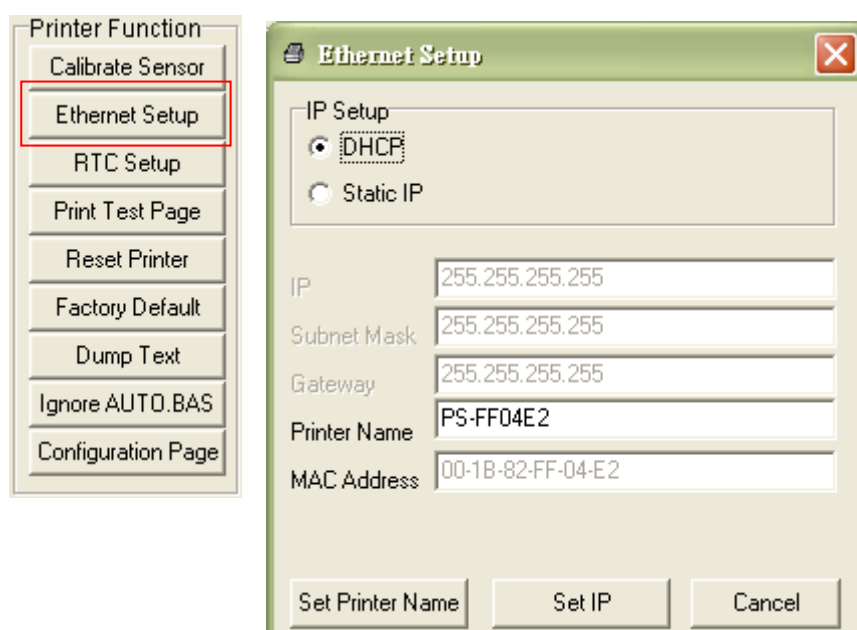 Printer Function
Calibrate Sensor
Ethernet Setup
RTC Setup
Print Test Page
Reset Printer
Factory Default
Dump Text
Ignore AUTO.BAS
Configuration Page
Ethernet Setup
IP Setup
DHCP
Static IP
IP 255.255.255.255
Subnet Mask 255.255.255.255
Gateway 255.255.255.255
Printer Name PS-FF04E2
MAC Address 00-1B-82-FF-04-E2
Set Printer Name Set IP Cancel